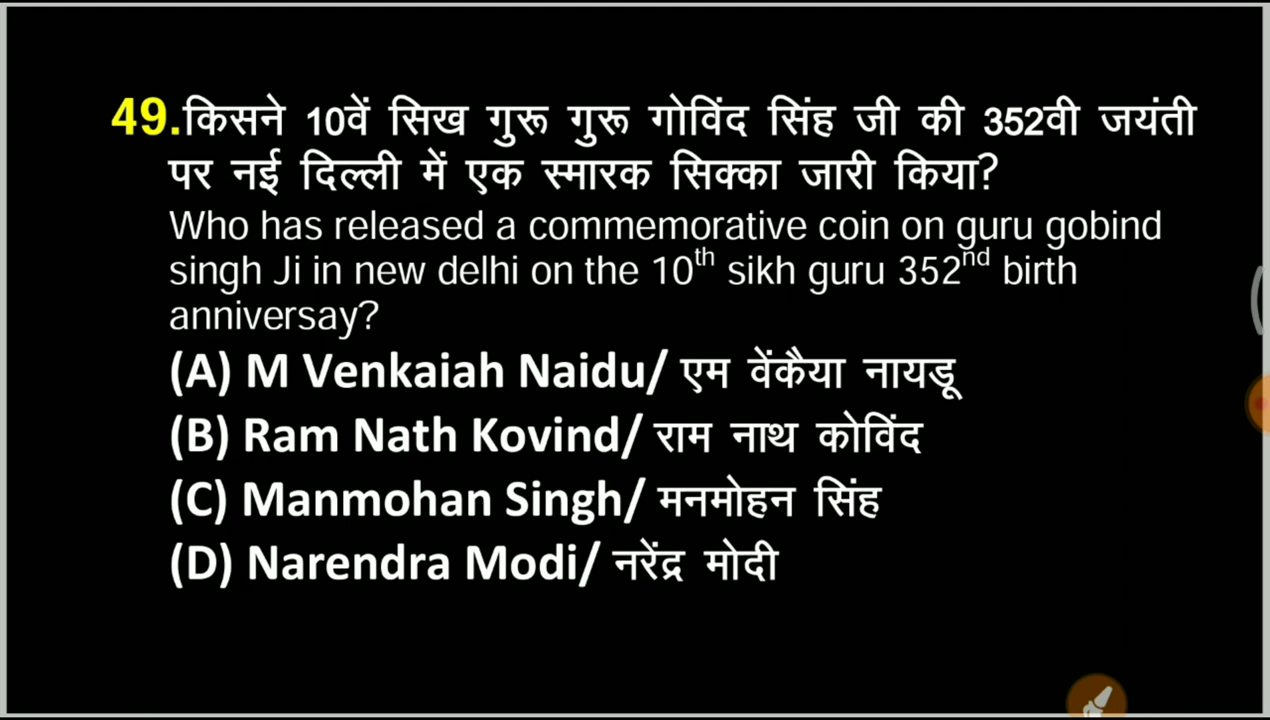 49.किसने 10वें सिख गुरू गुरू गोविंद सिंह जी की 352वी जयंती
पर नई दिल्ली में एक स्मारक सिक्का जारी किया?
Who has released a commemorative coin on guru gobind
singh Ji in new delhi on the 10th sikh guru 352nd birth
anniversay?
(A) M Venkaiah Naidu/ एम वेंकैया नायडू
(B) Ram Nath Kovind/ राम नाथ कोविंद
(C) Manmohan Singh/ मनमोहन सिंह
(D) Narendra Modi/ नरेंद्र मोदी